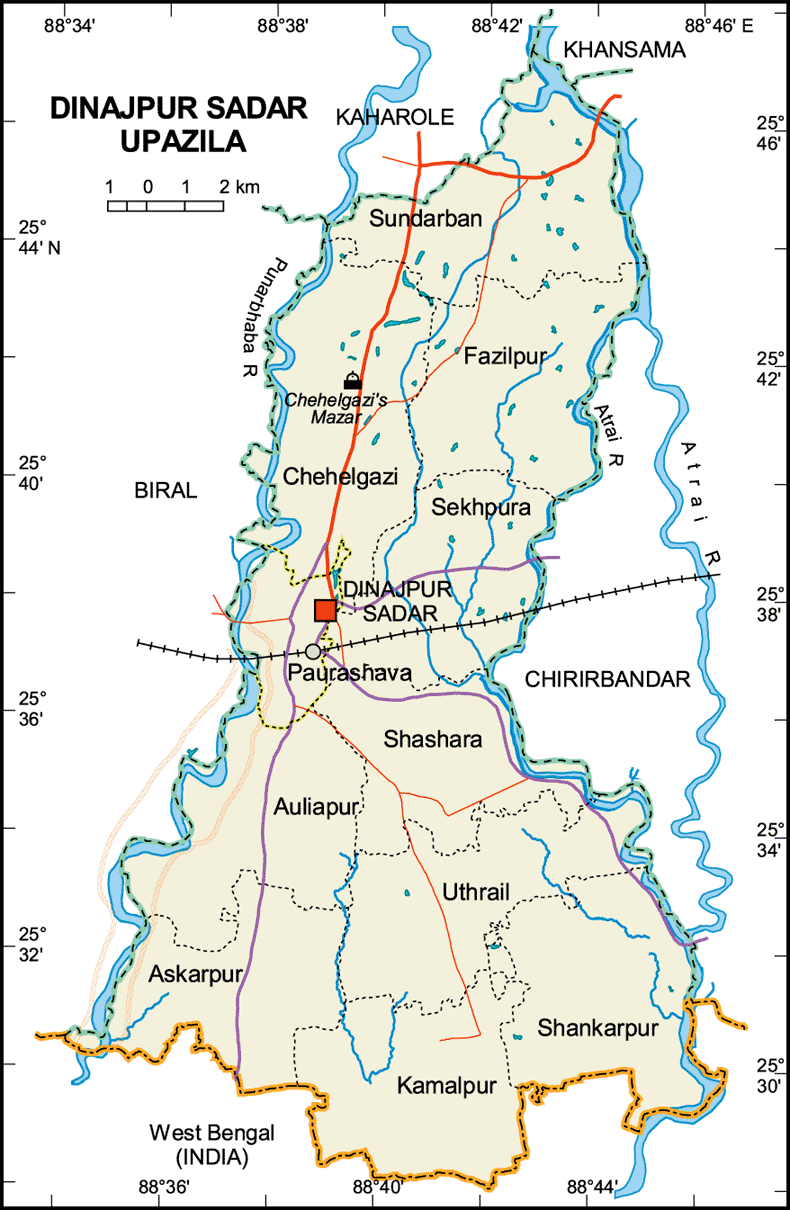 88°34' 88°38' 88°42' 88°46' E
KHANSAMA
DINAJPUR SADAR
UPAZILA
KAHAROLE
25°
46'
1 0 1 2 km
Sundarban
25°
44' N
Punarbhaba R
Fazilpur
25°
42'
Chehelgazi's
Mazar
Atrai R
Atrai R
25°
40'
Chehelgazi
BIRAL
Sekhpura
DINAJPUR
SADAR
25°
38'
Paurashava
CHIRIRBANDAR
25°
36'
Shashara
Auliapur
25°
34'
Uthrail
25°
32'
Askarpur
Shankarpur
Kamalpur
25°
30'
West Bengal
(INDIA)
88°36' 88°40' 88°44'